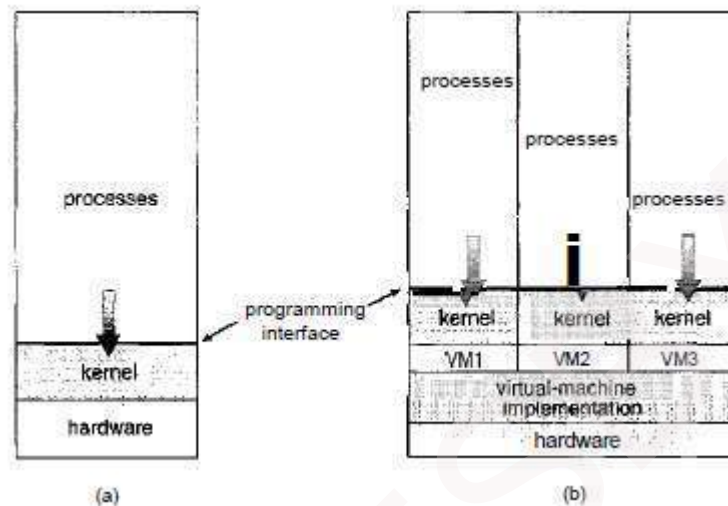 processes
programming
interface
kernel
hardware
(a)
processes
processes
processes
kernel kernel kernel
VM1 VM2 VM3
virtual-machine
implementation
hardware
(b)